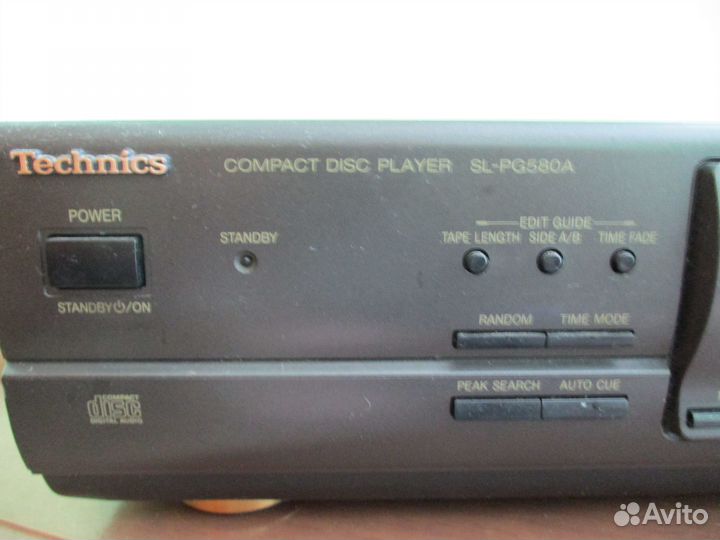 Technics
COMPACT DISC PLAYER SL-PG580A
POWER
STANDBY
EDIT GUIDE
TAPE LENGTH SIDE A/B TIME FADE
STANDBY⏻/ON
RANDOM TIME MODE
PEAK SEARCH AUTO CUE
COMPACT
disc
DIGITAL AUDIO
Avito